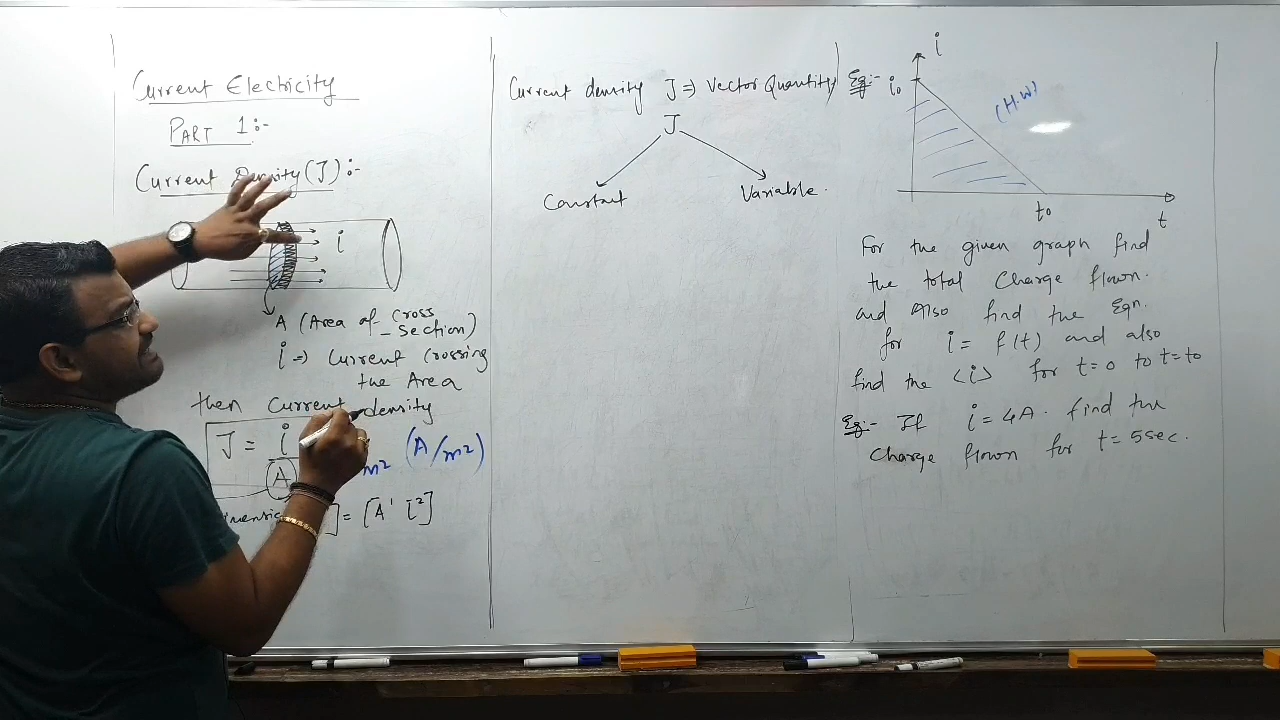 Current Electricity
PART 1:-
Current Density (J):-
i
A (Area of Cross
Section)
i => Current Crossing
the Area
then Current density
J = i
A
m² (A/m²)
= [A¹ L²]
Current density J => Vector Quantity
J
Constant
Variable.
Eg:-
i
i₀
(H.W)
t₀
t
For the given graph find
the total Charge flown.
and Also find the Eqn.
for i = f(t) and also
find the <i> for t=0 to t=to
Eg:- If i = 4A. find the
Charge flown for t = 5sec.